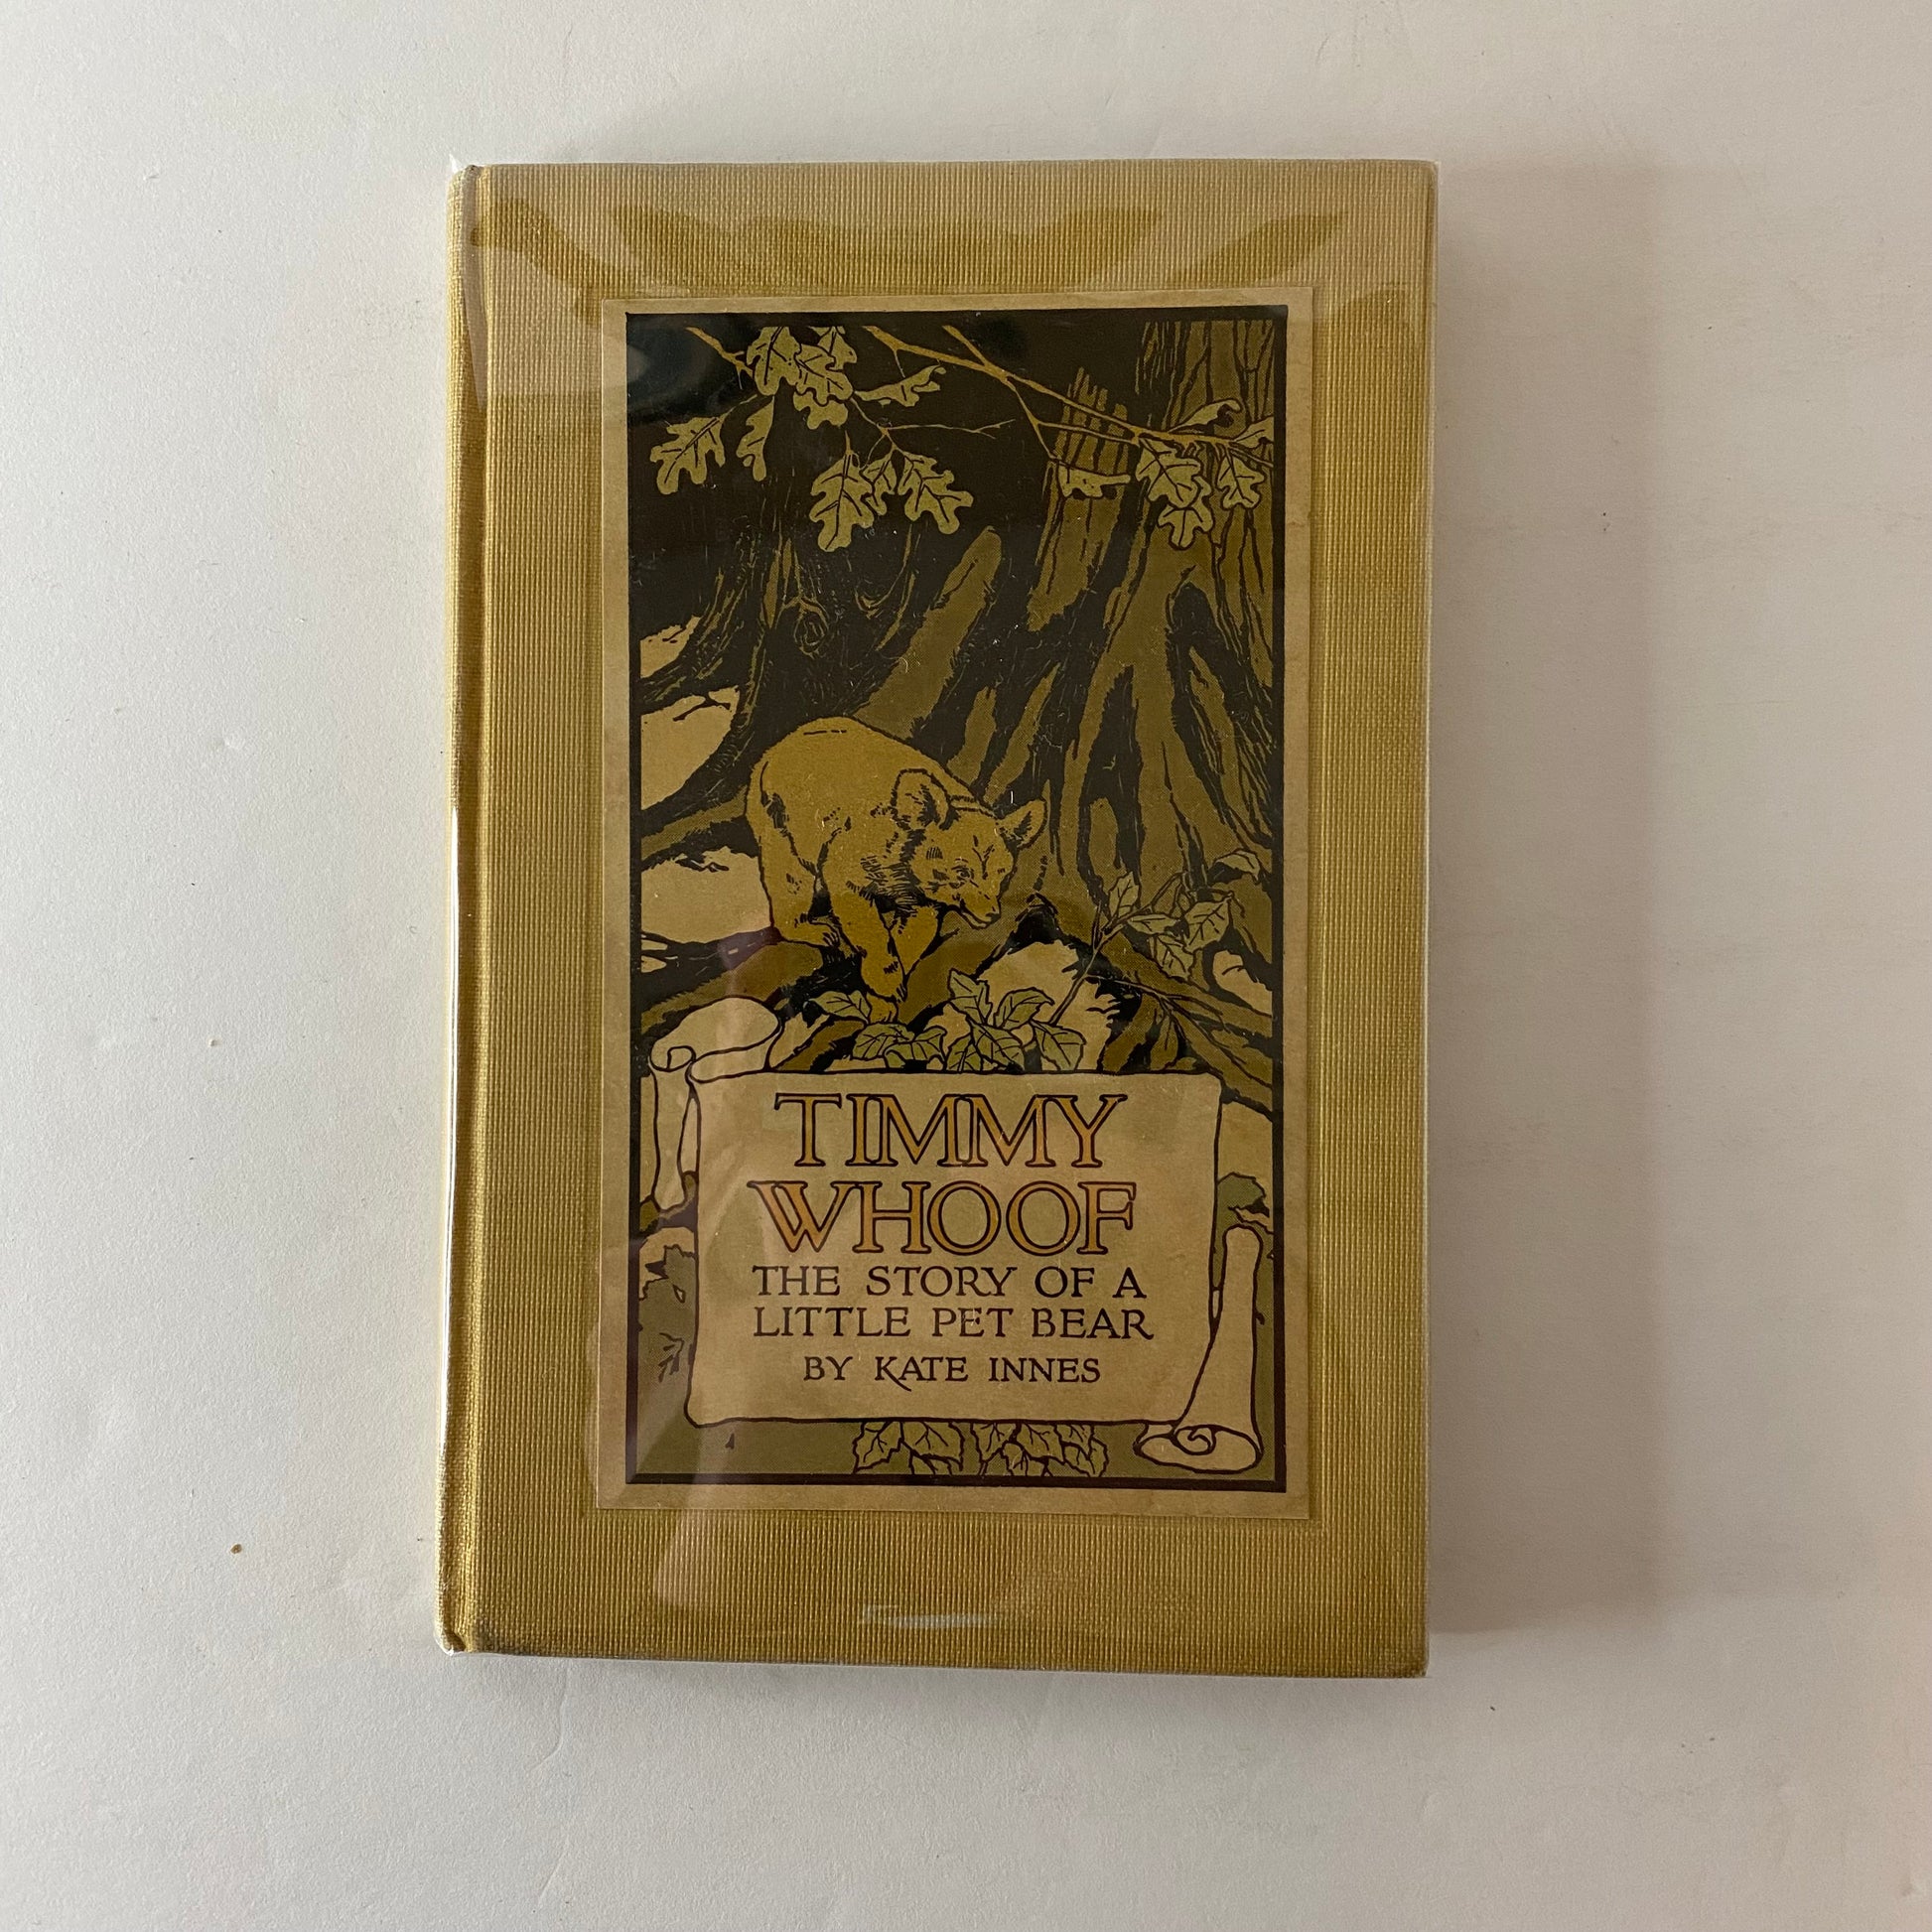 TIMMY
WHOOF
THE STORY OF A
LITTLE PET BEAR
BY KATE INNES